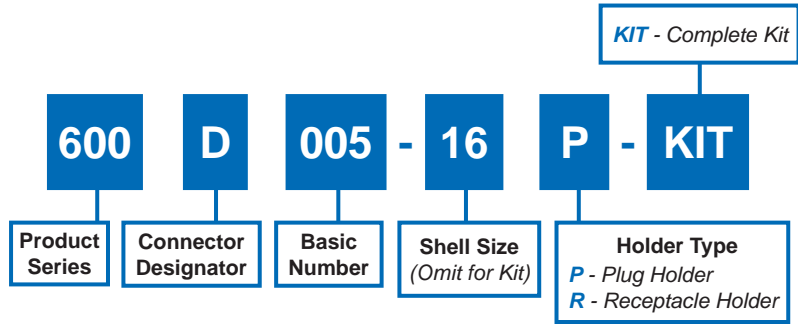 KIT - Complete Kit
600 D 005 - 16 P - KIT
Product
Series
Connector
Designator
Basic
Number
Shell Size
(Omit for Kit)
Holder Type
P - Plug Holder
R - Receptacle Holder